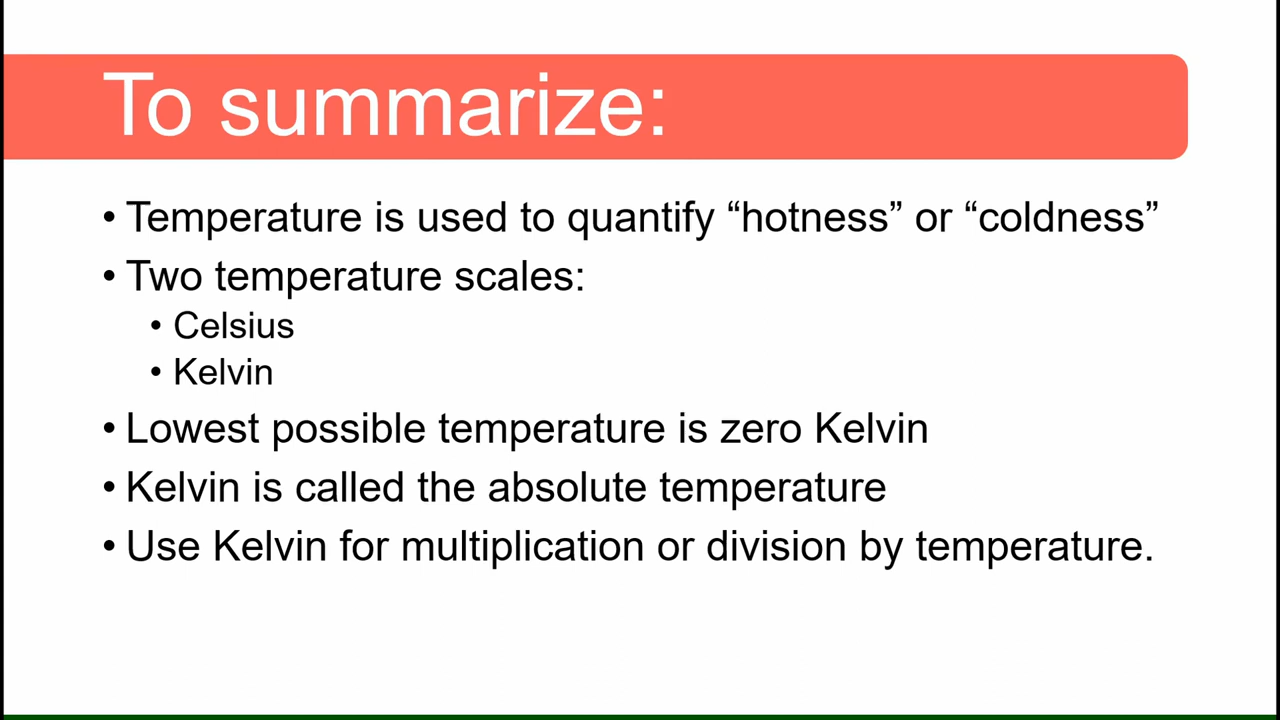 To summarize:
• Temperature is used to quantify “hotness” or “coldness”
• Two temperature scales:
• Celsius
• Kelvin
• Lowest possible temperature is zero Kelvin
• Kelvin is called the absolute temperature
• Use Kelvin for multiplication or division by temperature.